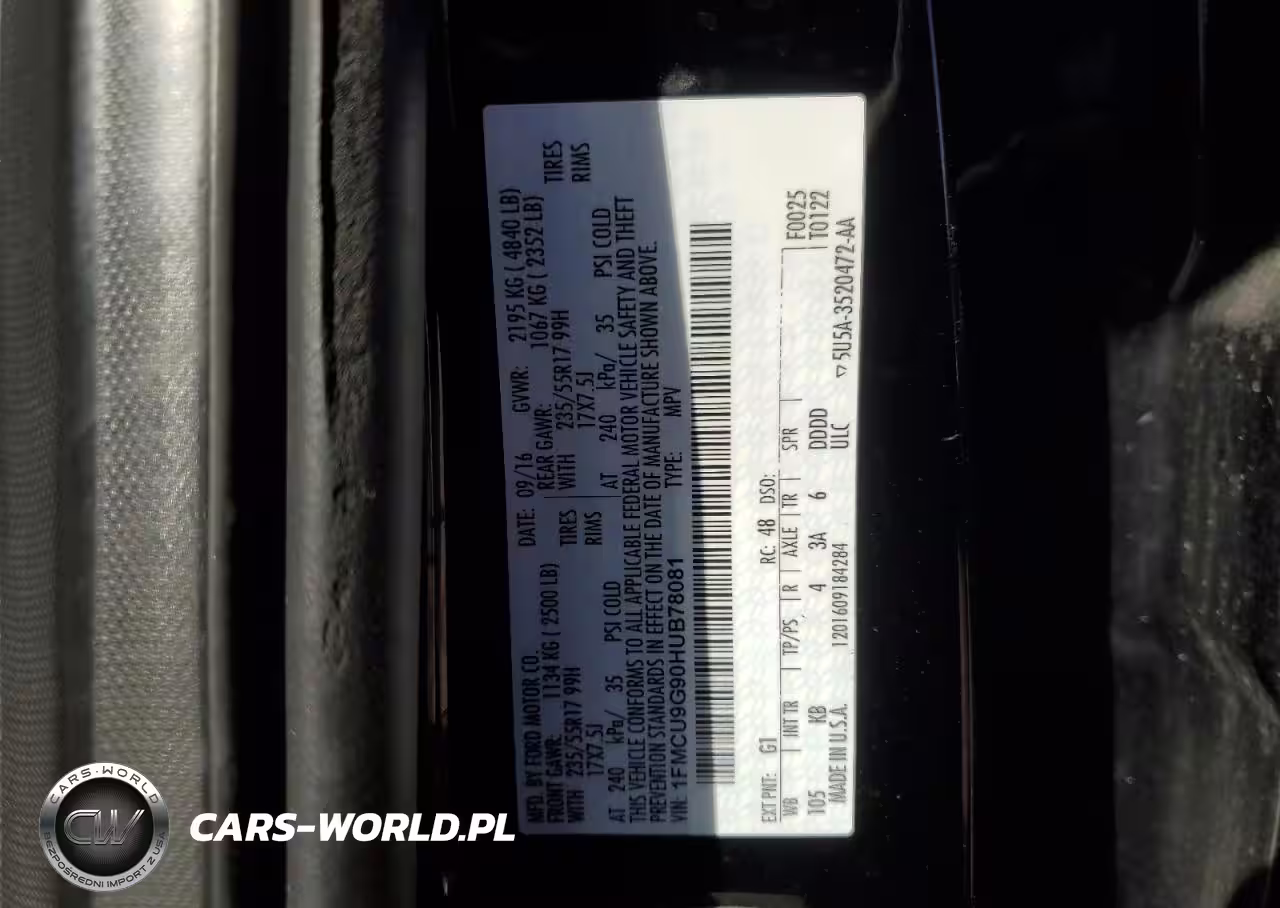 MFD. BY FORD MOTOR CO.
DATE: 09/16 GVWR: 2195 KG ( 4840 LB)
FRONT GAWR: 1134 KG ( 2500 LB)
REAR GAWR: 1067 KG ( 2352 LB)
WITH 235/55R17 99H TIRES
WITH 235/55R17 99H TIRES
17X7.5J RIMS
17X7.5J RIMS
AT 240 kPa/ 35 PSI COLD
AT 240 kPa/ 35 PSI COLD
THIS VEHICLE CONFORMS TO ALL APPLICABLE FEDERAL MOTOR VEHICLE SAFETY AND THEFT
PREVENTION STANDARDS IN EFFECT ON THE DATE OF MANUFACTURE SHOWN ABOVE.
VIN: 1FMCU9G90HUB78081 TYPE: MPV
EXT PNT: G1 RC: 48 DSO:
F0025
WB INT TR TP/PS, R AXLE TR SPR
T0122
105 KB 4 3A 6 DDDD
MADE IN U.S.A. 1201609184284 ULC
▽5U5A-3520472-AA
CARS-WORLD
CW
BEZPOŚREDNI IMPORT Z USA
CARS-WORLD.PL